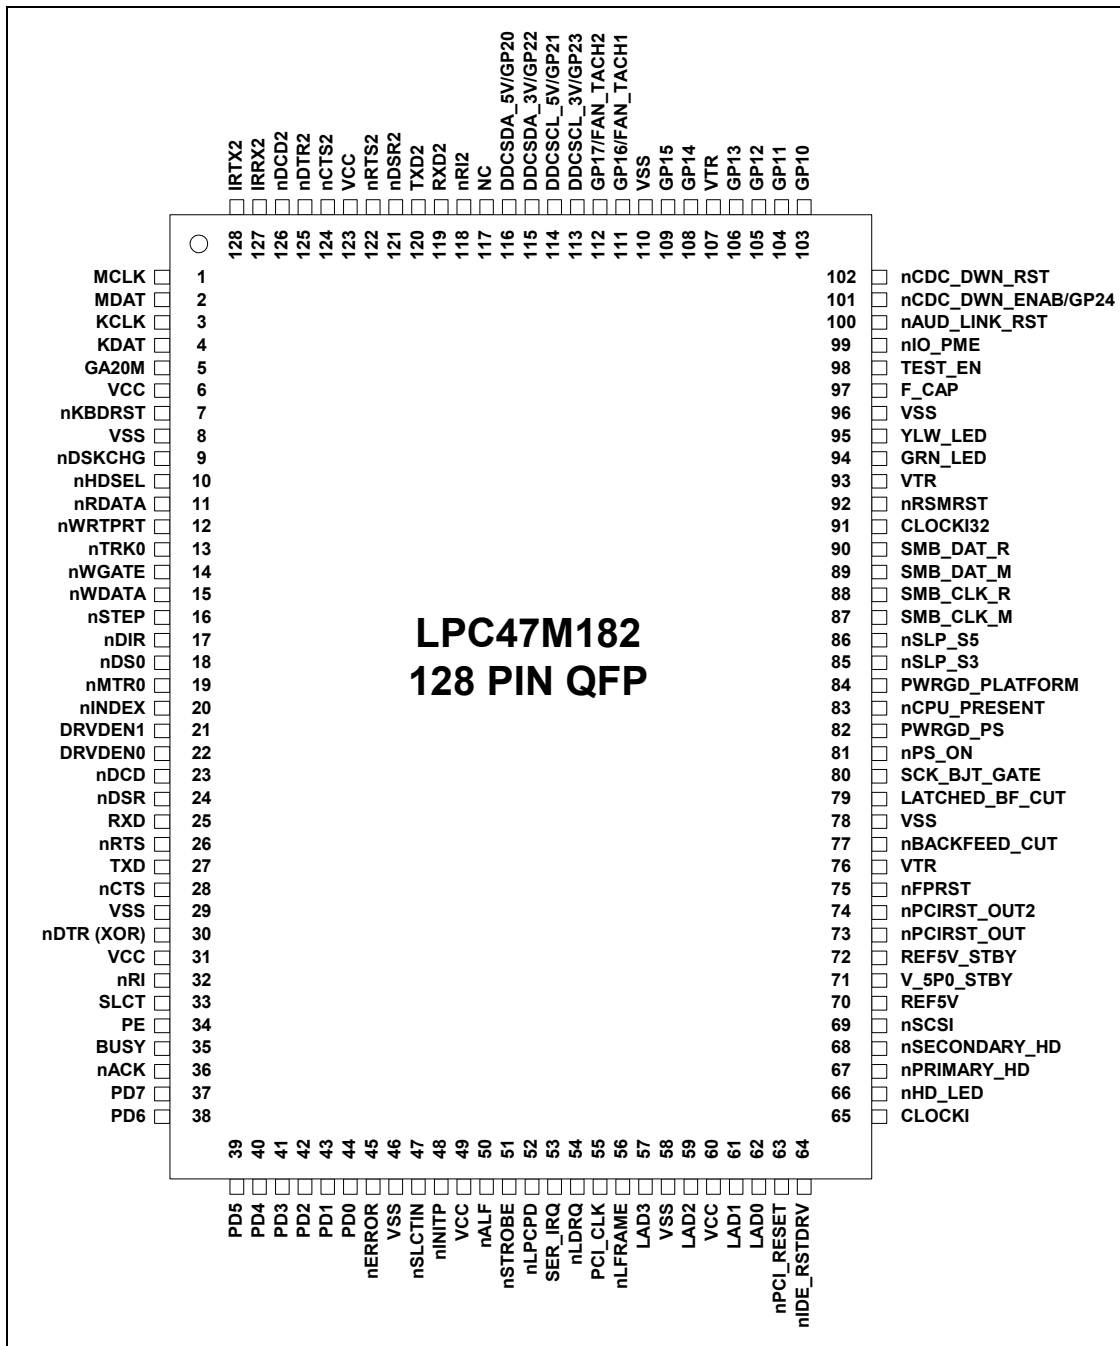 IRTX2
IRRX2
nDCD2
nDTR2
nCTS2
VCC
nRTS2
nDSR2
TXD2
RXD2
nRI2
NC
DDCSDA_5V/GP20
DDCSDA_3V/GP22
DDCSCL_5V/GP21
DDCSCL_3V/GP23
GP17/FAN_TACH2
GP16/FAN_TACH1
VSS
GP15
GP14
VTR
GP13
GP12
GP11
GP10
128
127
126
125
124
123
122
121
120
119
118
117
116
115
114
113
112
111
110
109
108
107
106
105
104
103
MCLK 1
MDAT 2
KCLK 3
KDAT 4
GA20M 5
VCC 6
nKBDRST 7
VSS 8
nDSKCHG 9
nHDSEL 10
nRDATA 11
nWRTPRT 12
nTRK0 13
nWGATE 14
nWDATA 15
nSTEP 16
nDIR 17
nDS0 18
nMTR0 19
nINDEX 20
DRVDEN1 21
DRVDEN0 22
nDCD 23
nDSR 24
RXD 25
nRTS 26
TXD 27
nCTS 28
VSS 29
nDTR (XOR) 30
VCC 31
nRI 32
SLCT 33
PE 34
BUSY 35
nACK 36
PD7 37
PD6 38
LPC47M182
128 PIN QFP
102 nCDC_DWN_RST
101 nCDC_DWN_ENAB/GP24
100 nAUD_LINK_RST
99 nIO_PME
98 TEST_EN
97 F_CAP
96 VSS
95 YLW_LED
94 GRN_LED
93 VTR
92 nRSMRST
91 CLOCKI32
90 SMB_DAT_R
89 SMB_DAT_M
88 SMB_CLK_R
87 SMB_CLK_M
86 nSLP_S5
85 nSLP_S3
84 PWRGD_PLATFORM
83 nCPU_PRESENT
82 PWRGD_PS
81 nPS_ON
80 SCK_BJT_GATE
79 LATCHED_BF_CUT
78 VSS
77 nBACKFEED_CUT
76 VTR
75 nFPRST
74 nPCIRST_OUT2
73 nPCIRST_OUT
72 REF5V_STBY
71 V_5P0_STBY
70 REF5V
69 nSCSI
68 nSECONDARY_HD
67 nPRIMARY_HD
66 nHD_LED
65 CLOCKI
39
40
41
42
43
44
45
46
47
48
49
50
51
52
53
54
55
56
57
58
59
60
61
62
63
64
PD5
PD4
PD3
PD2
PD1
PD0
nERROR
VSS
nSLCTIN
nINITP
VCC
nALF
nSTROBE
nLPCPD
SER_IRQ
nLDRQ
PCI_CLK
nLFRAME
LAD3
VSS
LAD2
VCC
LAD1
LAD0
nPCI_RESET
nIDE_RSTDRV